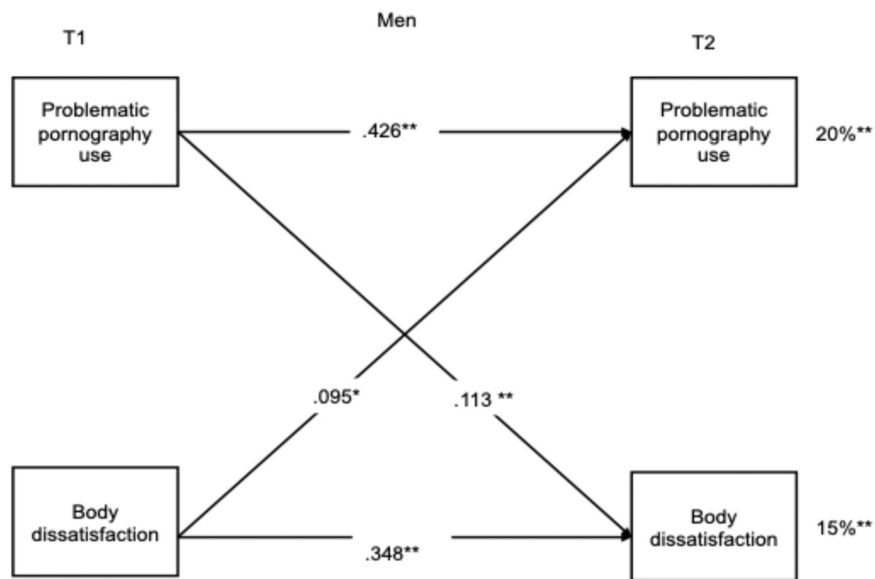 Men
T1
T2
Problematic
pornography
use
.426**
Problematic
pornography
use
20%**
.095*
.113 **
Body
dissatisfaction
.348**
Body
dissatisfaction
15%**